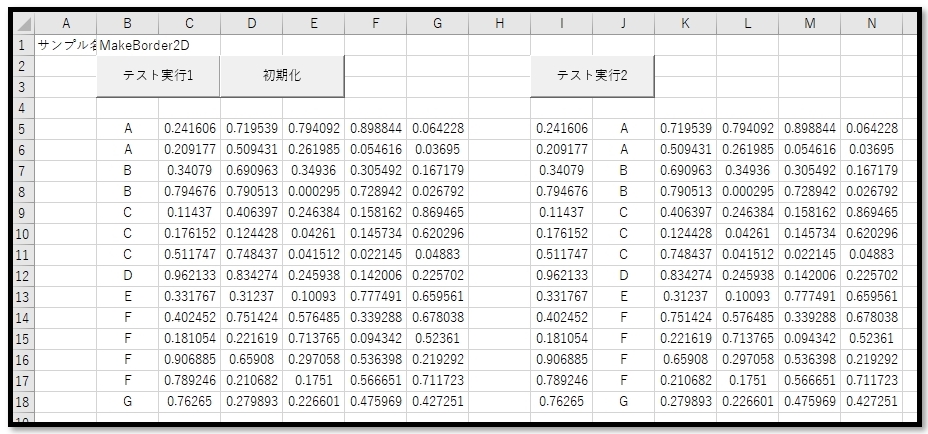 A B C D E F G H I J K L M N
1 サンプル名 MakeBorder2D
2 テスト実行1 初期化 テスト実行2
3
4
5 A 0.241606 0.719539 0.794092 0.898844 0.064228 0.241606 A 0.719539 0.794092 0.898844 0.064228
6 A 0.209177 0.509431 0.261985 0.054616 0.03695 0.209177 A 0.509431 0.261985 0.054616 0.03695
7 B 0.34079 0.690963 0.34936 0.305492 0.167179 0.34079 B 0.690963 0.34936 0.305492 0.167179
8 B 0.794676 0.790513 0.000295 0.728942 0.026792 0.794676 B 0.790513 0.000295 0.728942 0.026792
9 C 0.11437 0.406397 0.246384 0.158162 0.869465 0.11437 C 0.406397 0.246384 0.158162 0.869465
10 C 0.176152 0.124428 0.04261 0.145734 0.620296 0.176152 C 0.124428 0.04261 0.145734 0.620296
11 C 0.511747 0.748437 0.041512 0.022145 0.04883 0.511747 C 0.748437 0.041512 0.022145 0.04883
12 D 0.962133 0.834274 0.245938 0.142006 0.225702 0.962133 D 0.834274 0.245938 0.142006 0.225702
13 E 0.331767 0.31237 0.10093 0.777491 0.659561 0.331767 E 0.31237 0.10093 0.777491 0.659561
14 F 0.402452 0.751424 0.576485 0.339288 0.678038 0.402452 F 0.751424 0.576485 0.339288 0.678038
15 F 0.181054 0.221619 0.713765 0.094342 0.52361 0.181054 F 0.221619 0.713765 0.094342 0.52361
16 F 0.906885 0.65908 0.297058 0.536398 0.219292 0.906885 F 0.65908 0.297058 0.536398 0.219292
17 F 0.789246 0.210682 0.1751 0.566651 0.711723 0.789246 F 0.210682 0.1751 0.566651 0.711723
18 G 0.76265 0.279893 0.226601 0.475969 0.427251 0.76265 G 0.279893 0.226601 0.475969 0.427251